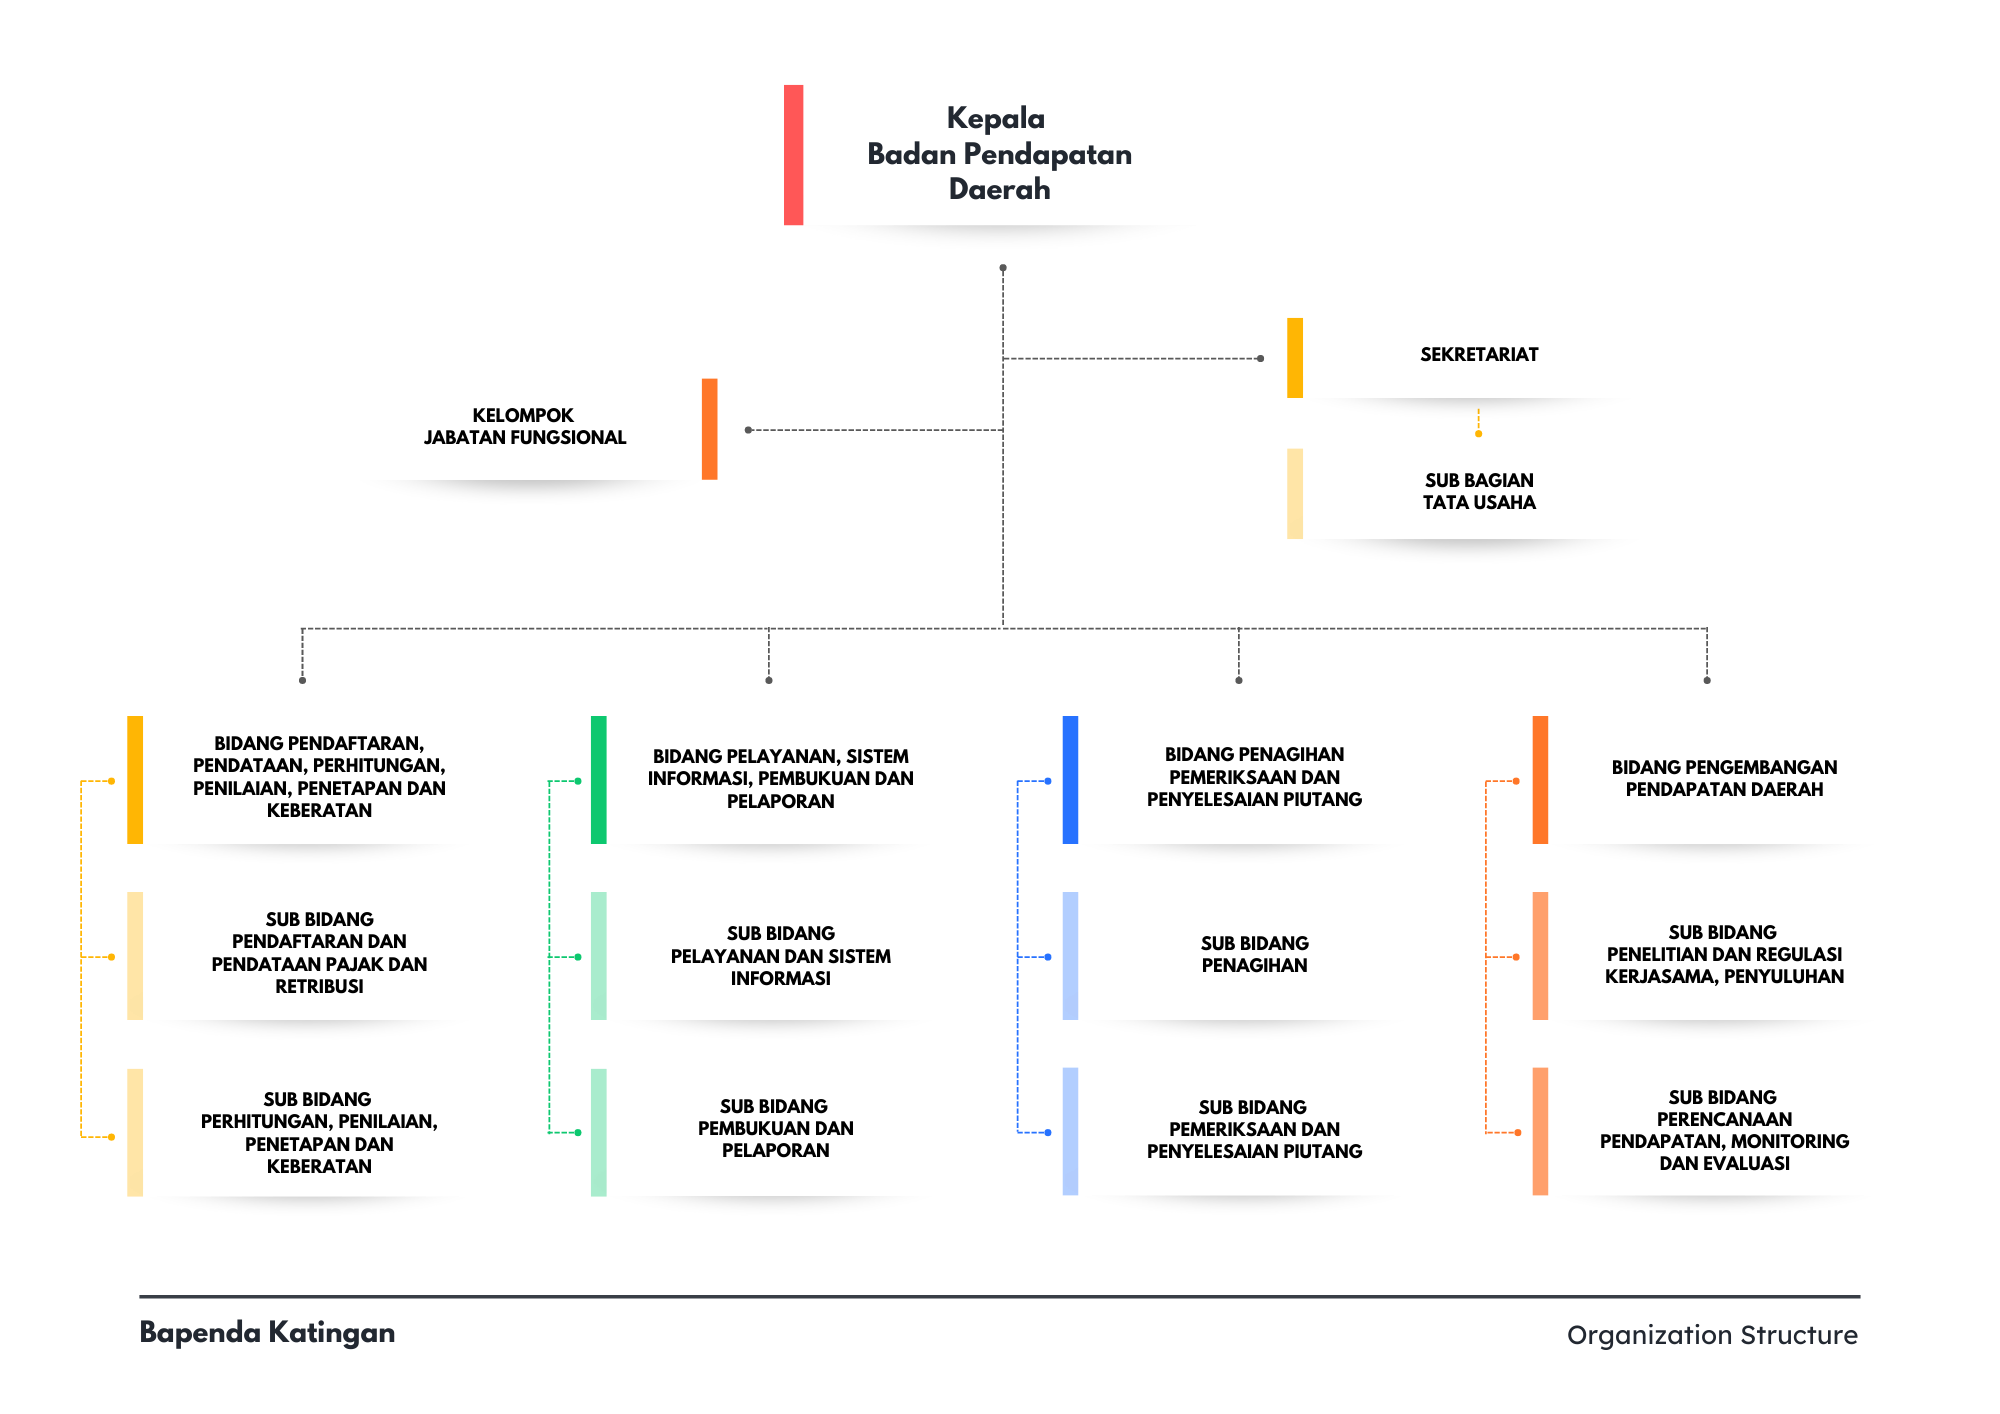 Kepala
Badan Pendapatan
Daerah
SEKRETARIAT
KELOMPOK
JABATAN FUNGSIONAL
SUB BAGIAN
TATA USAHA
BIDANG PENDAFTARAN,
PENDATAAN, PERHITUNGAN,
PENILAIAN, PENETAPAN DAN
KEBERATAN
BIDANG PELAYANAN, SISTEM
INFORMASI, PEMBUKUAN DAN
PELAPORAN
BIDANG PENAGIHAN
PEMERIKSAAN DAN
PENYELESAIAN PIUTANG
BIDANG PENGEMBANGAN
PENDAPATAN DAERAH
SUB BIDANG
PENDAFTARAN DAN
PENDATAAN PAJAK DAN
RETRIBUSI
SUB BIDANG
PELAYANAN DAN SISTEM
INFORMASI
SUB BIDANG
PENAGIHAN
SUB BIDANG
PENELITIAN DAN REGULASI
KERJASAMA, PENYULUHAN
SUB BIDANG
PERHITUNGAN, PENILAIAN,
PENETAPAN DAN
KEBERATAN
SUB BIDANG
PEMBUKUAN DAN
PELAPORAN
SUB BIDANG
PEMERIKSAAN DAN
PENYELESAIAN PIUTANG
SUB BIDANG
PERENCANAAN
PENDAPATAN, MONITORING
DAN EVALUASI
Bapenda Katingan
Organization Structure